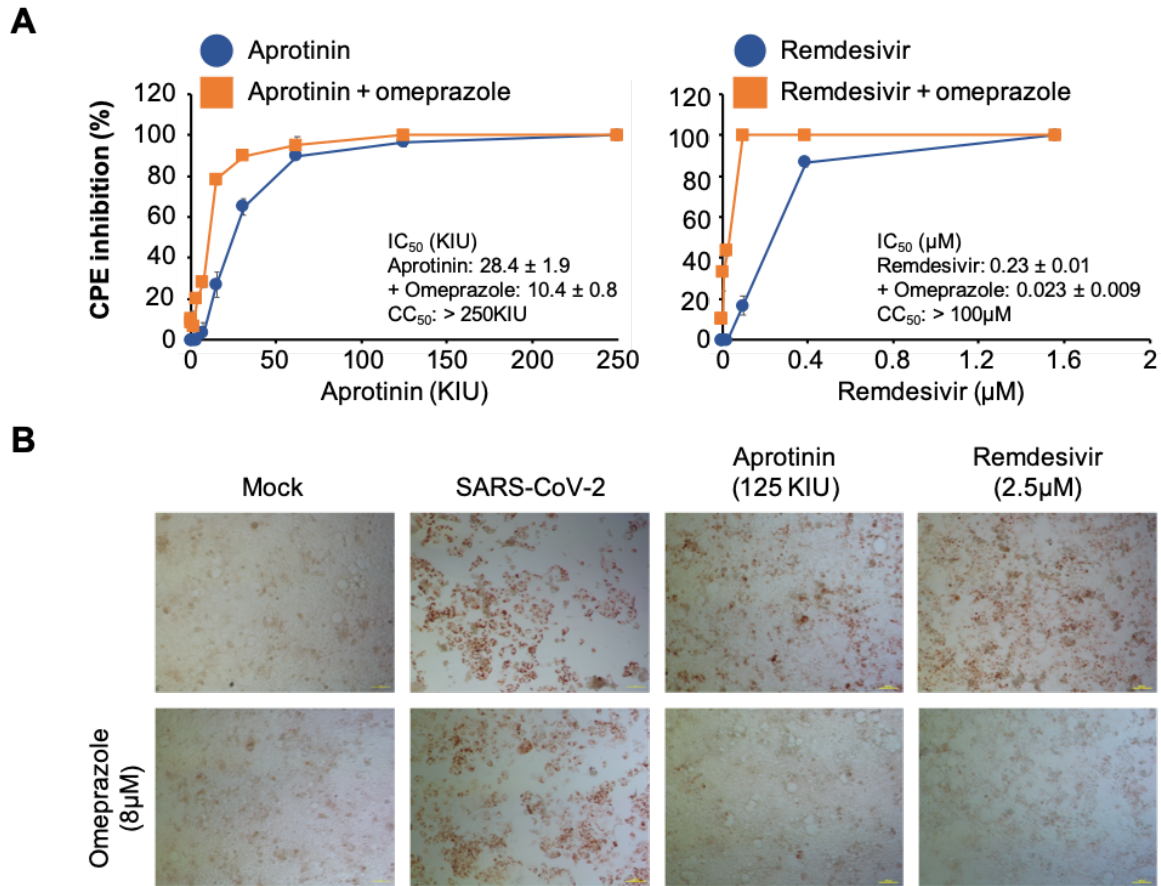 A
Aprotinin
Aprotinin + omeprazole
CPE inhibition (%)
120
100
80
60
40
20
0
IC50 (KIU)
Aprotinin: 28.4 ± 1.9
+ Omeprazole: 10.4 ± 0.8
CC50: > 250KIU
0 50 100 150 200 250
Aprotinin (KIU)
Remdesivir
Remdesivir + omeprazole
120
100
80
60
40
20
0
IC50 (µM)
Remdesivir: 0.23 ± 0.01
+ Omeprazole: 0.023 ± 0.009
CC50: > 100µM
0 0.4 0.8 1.2 1.6 2
Remdesivir (µM)
B
Mock
SARS-CoV-2
Aprotinin
(125 KIU)
Remdesivir
(2.5µM)
Omeprazole
(8µM)